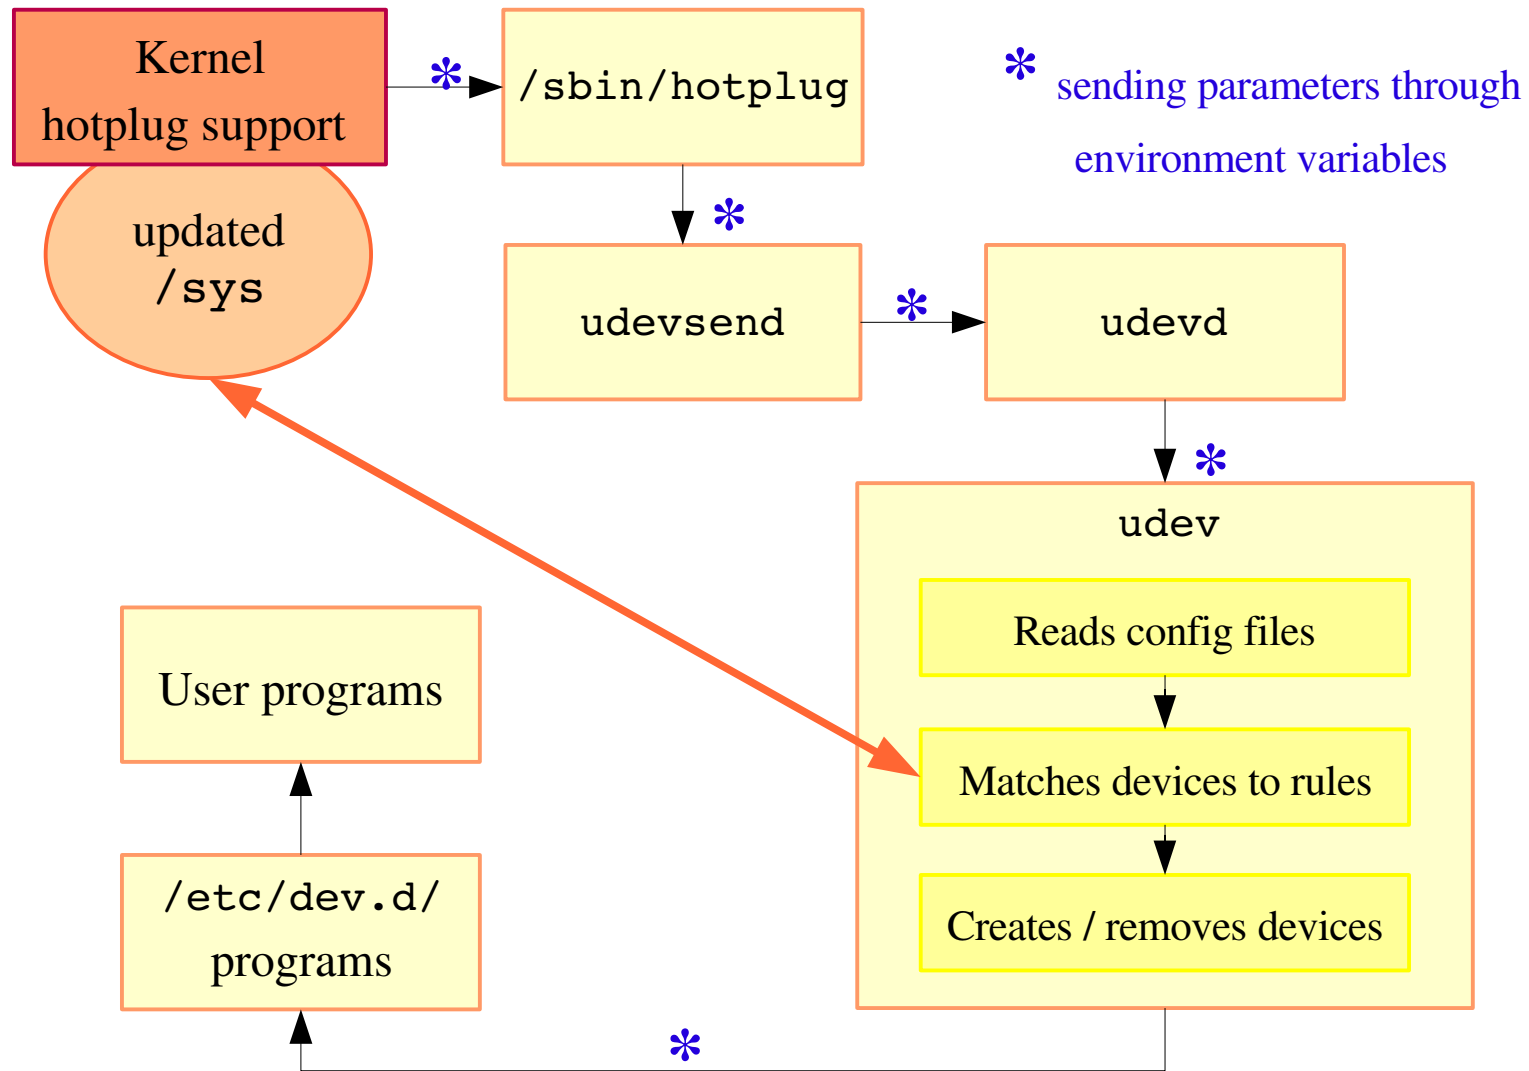 Kernel
hotplug support
*
/sbin/hotplug
* sending parameters through
environment variables
updated
/sys
*
udevsend
*
udevd
*
udev
Reads config files
Matches devices to rules
Creates / removes devices
User programs
/etc/dev.d/
programs
*